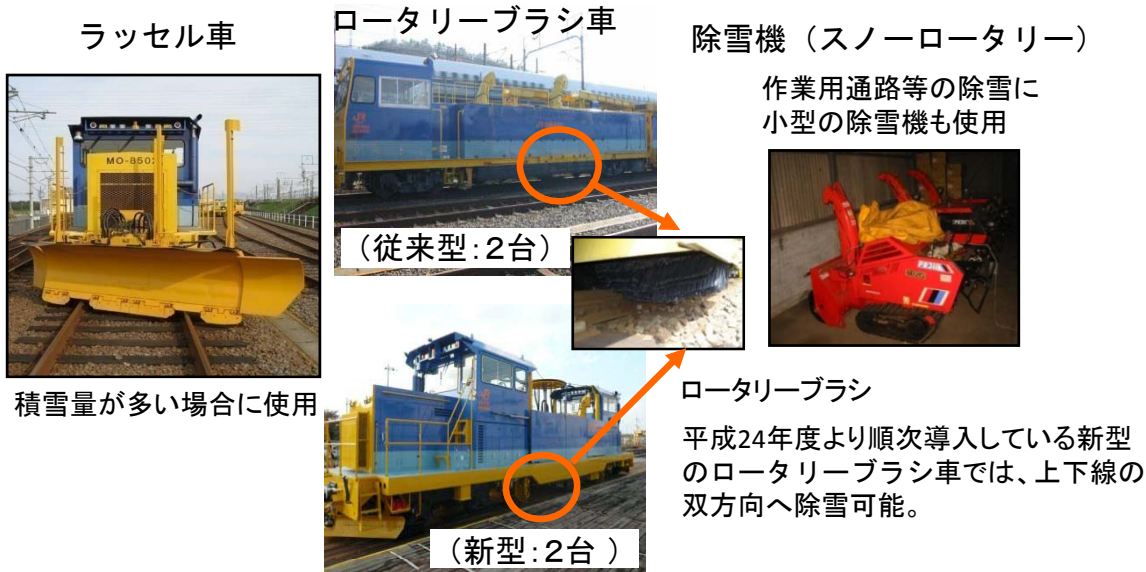 ラッセル車
MO-8502
積雪量が多い場合に使用
ロータリーブラシ車
(従来型:2台)
(新型:2台 )
除雪機(スノーロータリー)
作業用通路等の除雪に
小型の除雪機も使用
ロータリーブラシ
平成24年度より順次導入している新型
のロータリーブラシ車では、上下線の
双方向へ除雪可能。